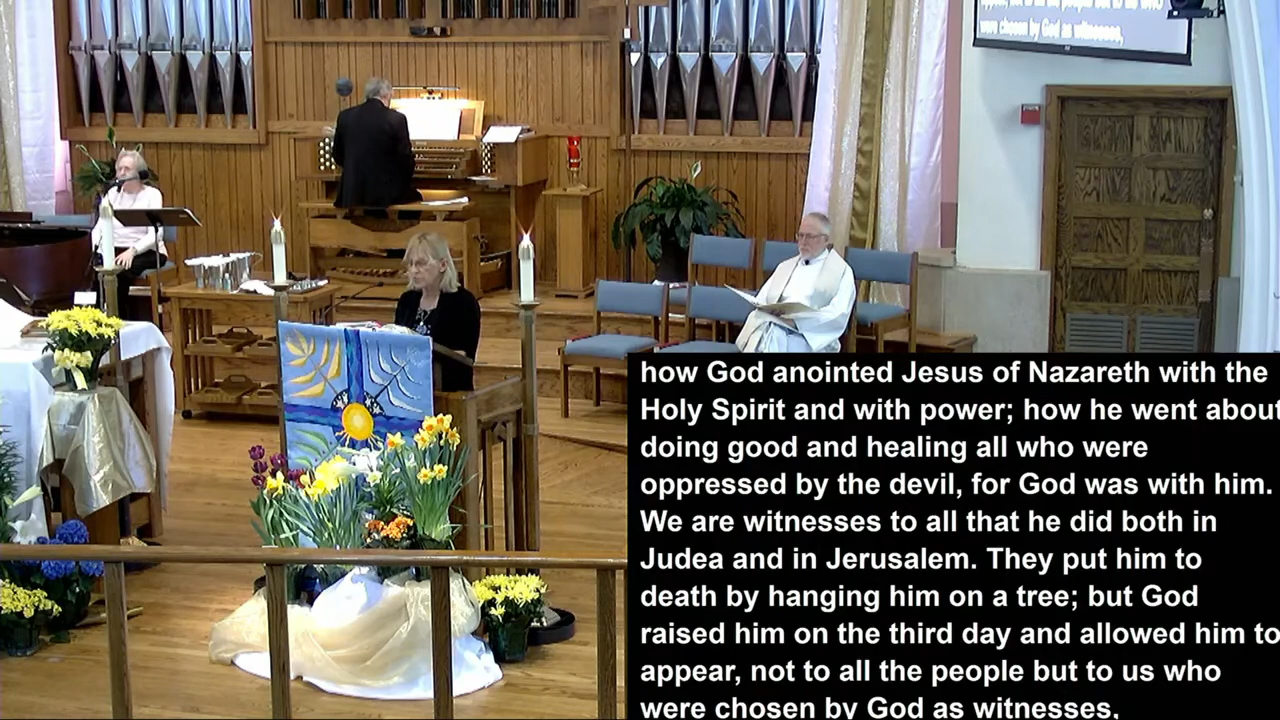 were chosen by God as witnesses,
how God anointed Jesus of Nazareth with the
Holy Spirit and with power; how he went about
doing good and healing all who were
oppressed by the devil, for God was with him.
We are witnesses to all that he did both in
Judea and in Jerusalem. They put him to
death by hanging him on a tree; but God
raised him on the third day and allowed him to
appear, not to all the people but to us who
were chosen by God as witnesses,